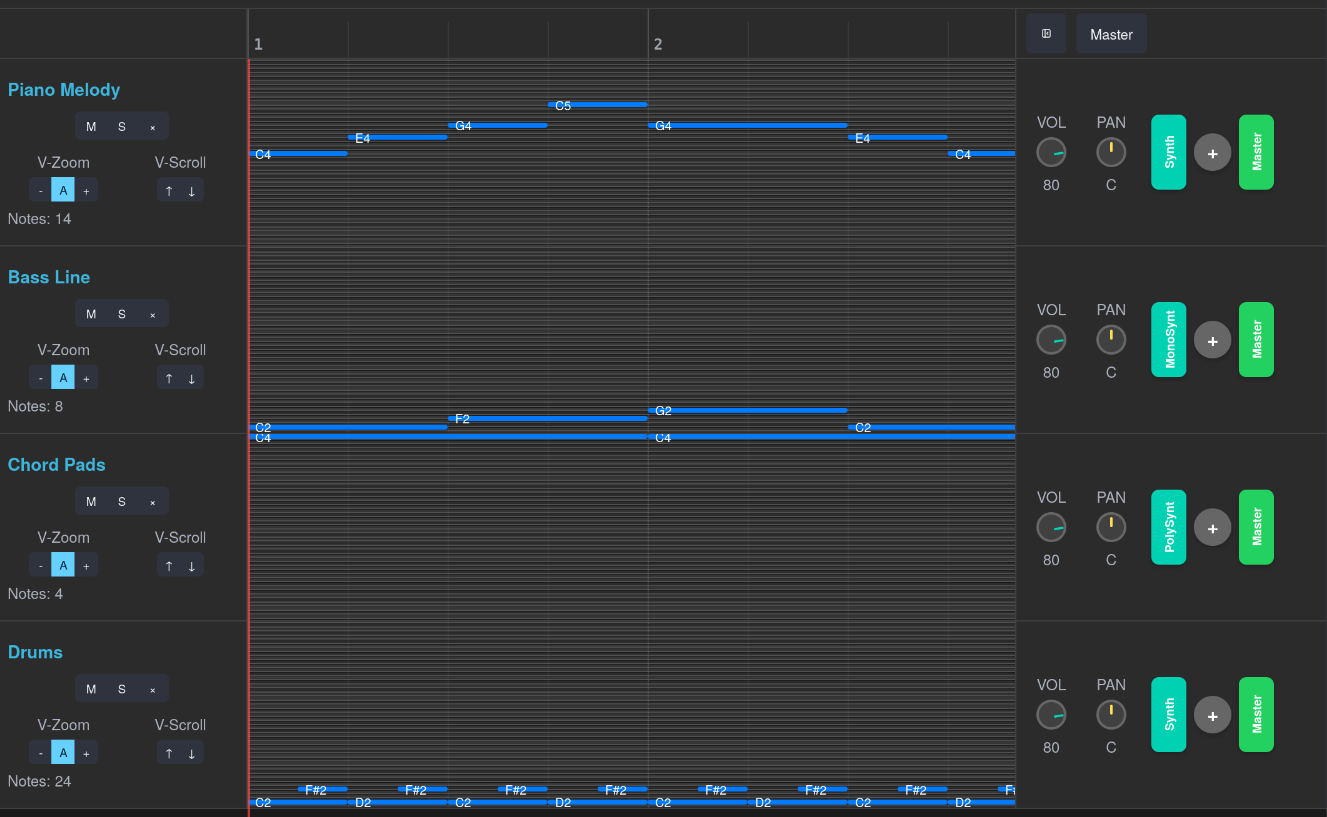 1 2 Master
Piano Melody
M S ×
V-Zoom V-Scroll
- A + ↑ ↓
Notes: 14
C4 E4 G4 C5 G4 E4 C4
VOL PAN
80 C
Synth + Master
Bass Line
M S ×
V-Zoom V-Scroll
- A + ↑ ↓
Notes: 8
C2 F2 G2 C2
VOL PAN
80 C
MonoSynt + Master
Chord Pads
M S ×
V-Zoom V-Scroll
- A + ↑ ↓
Notes: 4
C4 C4
VOL PAN
80 C
PolySynt + Master
Drums
M S ×
V-Zoom V-Scroll
- A + ↑ ↓
Notes: 24
F#2 F#2 F#2 F#2 F#2 F#2 F#2
C2 D2 C2 D2 C2 D2 C2 D2
VOL PAN
80 C
Synth + Master